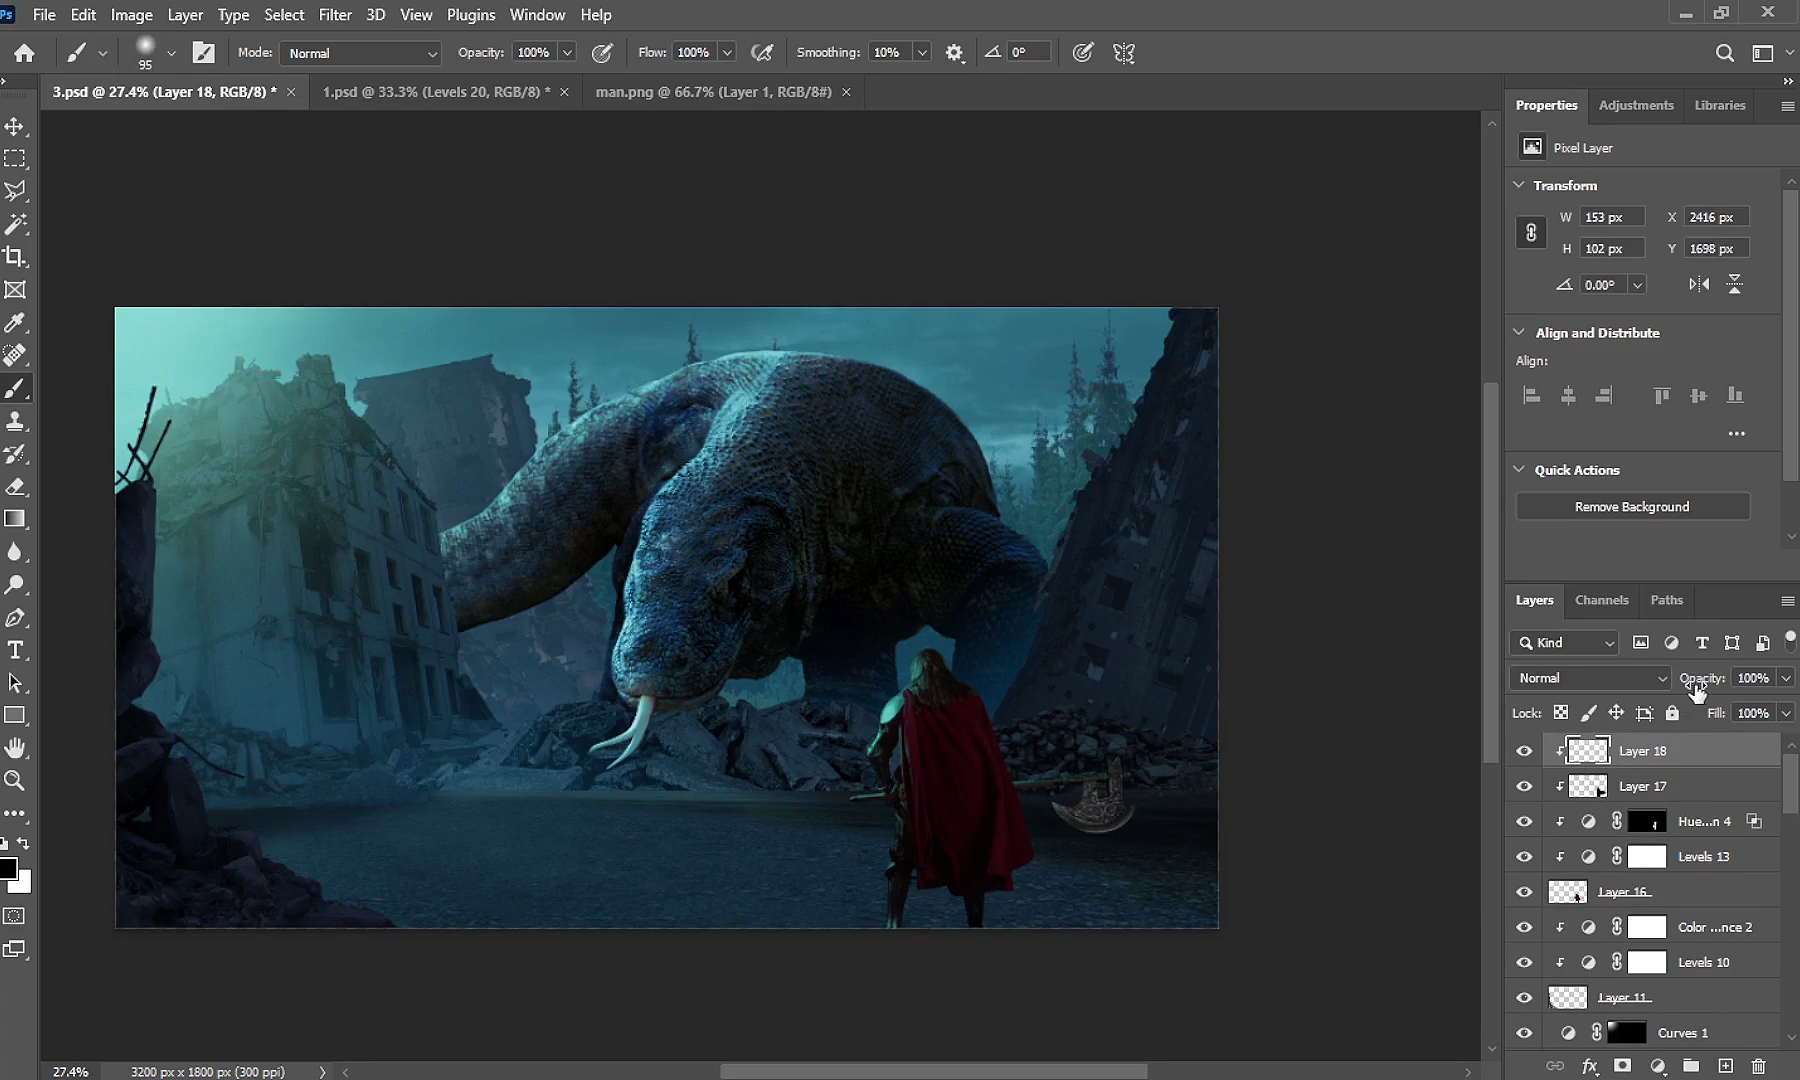 Ps File Edit Image Layer Type Select Filter 3D View Plugins Window Help
95 Mode: Normal Opacity: 100% Flow: 100% Smoothing: 10% 0°
3.psd @ 27.4% (Layer 18, RGB/8) * 1.psd @ 33.3% (Levels 20, RGB/8) * man.png @ 66.7% (Layer 1, RGB/8#)
Properties Adjustments Libraries
Pixel Layer
Transform
W 153 px X 2416 px
H 102 px Y 1698 px
0.00°
Align and Distribute
Align:
Quick Actions
Remove Background
Layers Channels Paths
Kind
Normal Opacity: 100%
Lock: Fill: 100%
Layer 18
Layer 17
Hue...n 4
Levels 13
Layer 16
Color ...nce 2
Levels 10
Layer 11
Curves 1
27.4% 3200 px x 1800 px (300 ppi)